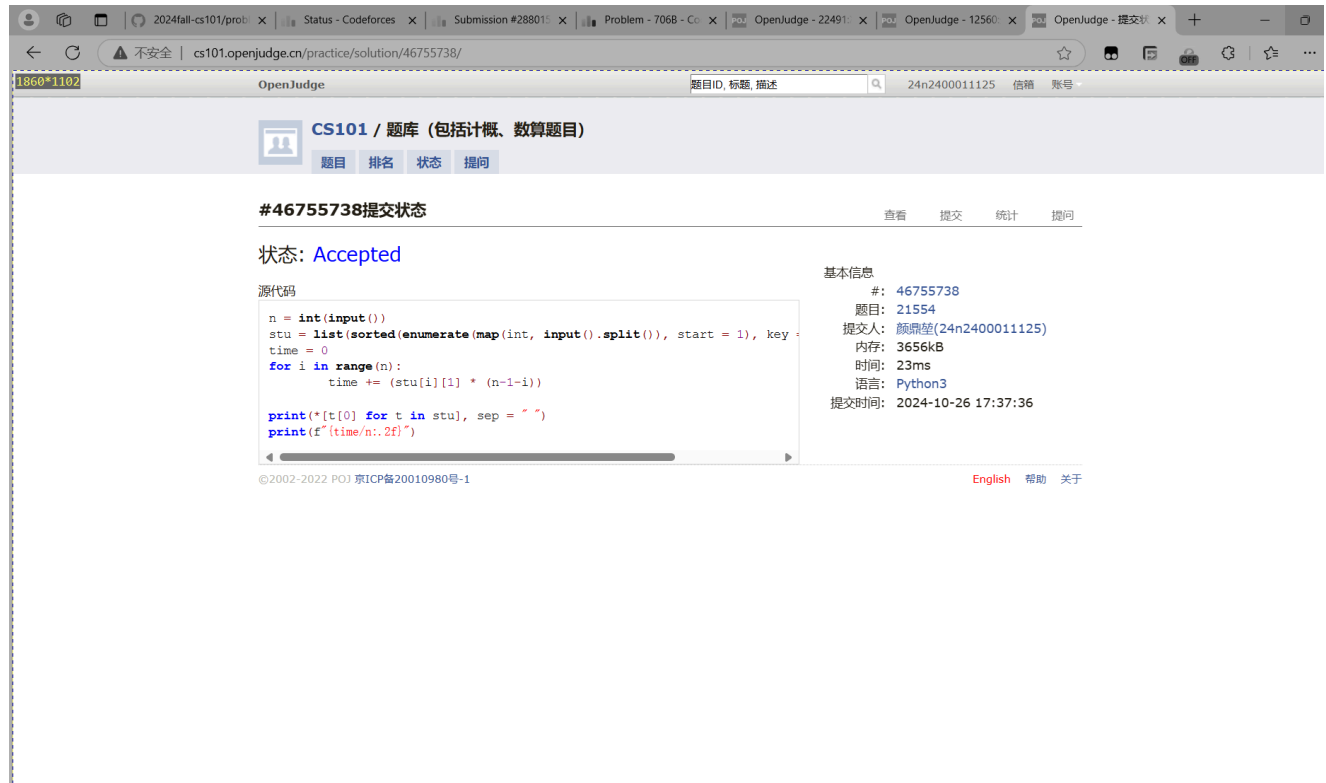 2024fall-cs101/prob
Status - Codeforces
Submission #288015
Problem - 706B - Co
OpenJudge - 22491:
OpenJudge - 12560:
OpenJudge - 提交状
不安全 | cs101.openjudge.cn/practice/solution/46755738/
OFF
1860*1102
OpenJudge
题目ID, 标题, 描述
24n2400011125 信箱 账号
CS101 / 题库（包括计概、数算题目）
题目 排名 状态 提问
#46755738提交状态
查看 提交 统计 提问
状态: Accepted
源代码
n = int(input())
stu = list(sorted(enumerate(map(int, input().split()), start = 1), key =
time = 0
for i in range(n):
        time += (stu[i][1] * (n-1-i))
print(*[t[0] for t in stu], sep = " ")
print(f"{time/n:.2f}")
基本信息
#: 46755738
题目: 21554
提交人: 颜鼎堃(24n2400011125)
内存: 3656kB
时间: 23ms
语言: Python3
提交时间: 2024-10-26 17:37:36
©2002-2022 POJ 京ICP备20010980号-1
English 帮助 关于